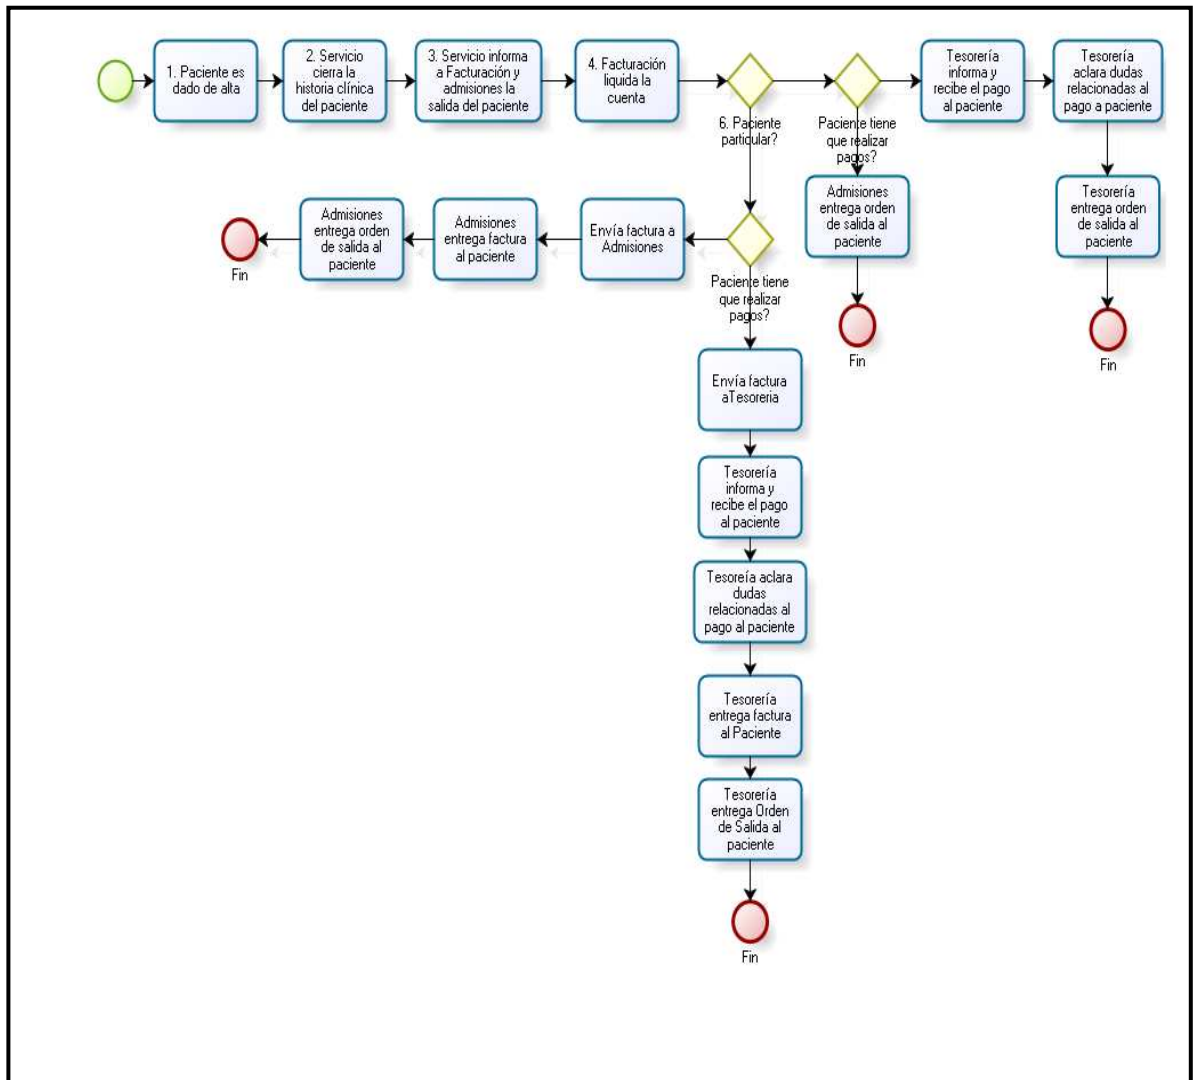 1. Paciente es
dado de alta
2. Servicio
cierra la
historia clínica
del paciente
3. Servicio informa
a Facturación y
admisiones la
salida del paciente
4. Facturación
liquida la
cuenta
6. Paciente
particular?
Paciente tiene
que realizar
pagos?
Tesorería
informa y
recibe el pago
al paciente
Tesorería
aclara dudas
relacionadas al
pago a paciente
Admisiones
entrega orden
de salida al
paciente
Fin
Tesorería
entrega orden
de salida al
paciente
Fin
Paciente tiene
que realizar
pagos?
Envía factura a
Admisiones
Admisiones
entrega factura
al paciente
Admisiones
entrega orden
de salida al
paciente
Fin
Envía factura
aTesoreria
Tesorería
informa y
recibe el pago
al paciente
Tesoreía aclara
dudas
relacionadas al
pago al paciente
Tesorería
entrega factura
al Paciente
Tesorería
entrega Orden
de Salida al
paciente
Fin